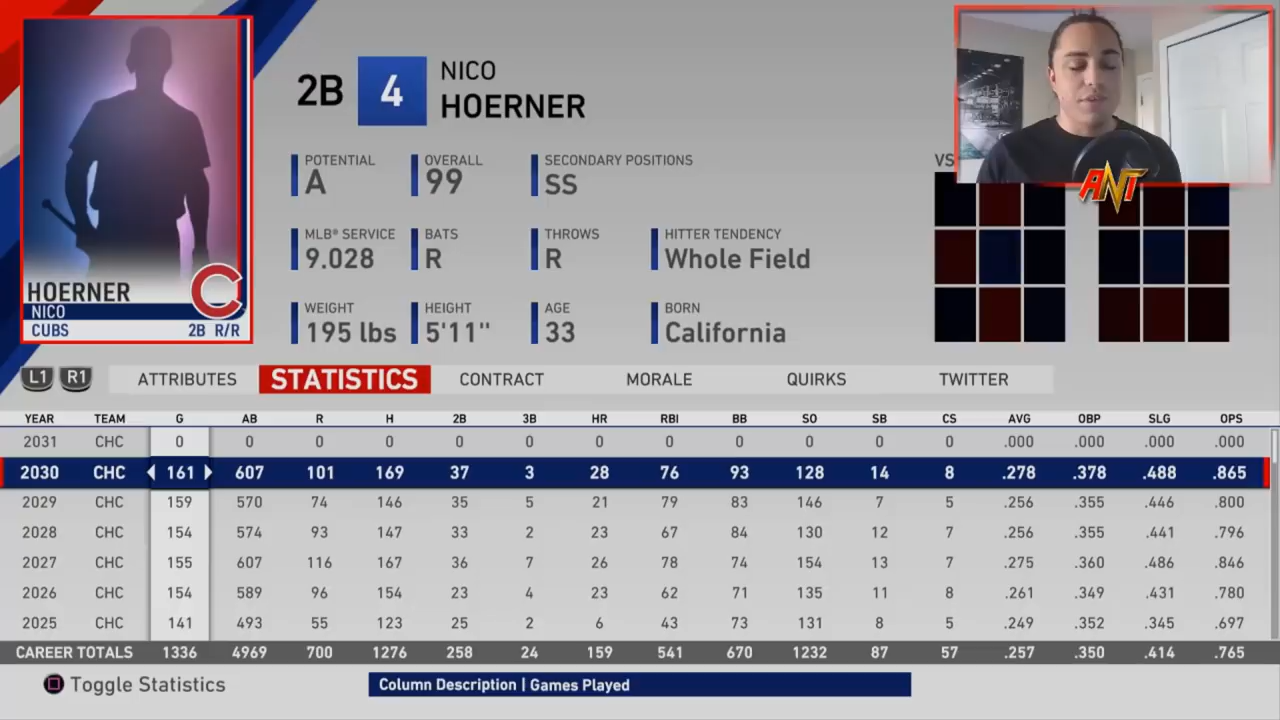 2B 4 NICO
HOERNER
POTENTIAL OVERALL SECONDARY POSITIONS
A 99 SS
VS
ANT
MLB® SERVICE BATS THROWS HITTER TENDENCY
9.028 R R Whole Field
WEIGHT HEIGHT AGE BORN
195 lbs 5'11" 33 California
C
HOERNER
NICO
CUBS 2B R/R
L1 R1 ATTRIBUTES STATISTICS CONTRACT MORALE QUIRKS TWITTER
YEAR TEAM G AB R H 2B 3B HR RBI BB SO SB CS AVG OBP SLG OPS
2031 CHC 0 0 0 0 0 0 0 0 0 0 0 0 .000 .000 .000 .000
2030 CHC 161 607 101 169 37 3 28 76 93 128 14 8 .278 .378 .488 .865
2029 CHC 159 570 74 146 35 5 21 79 83 146 7 5 .256 .355 .446 .800
2028 CHC 154 574 93 147 33 2 23 67 84 130 12 7 .256 .355 .441 .796
2027 CHC 155 607 116 167 36 7 26 78 74 154 13 7 .275 .360 .486 .846
2026 CHC 154 589 96 154 23 4 23 62 71 135 11 8 .261 .349 .431 .780
2025 CHC 141 493 55 123 25 2 6 43 73 131 8 5 .249 .352 .345 .697
CAREER TOTALS 1336 4969 700 1276 258 24 159 541 670 1232 87 57 .257 .350 .414 .765
Toggle Statistics
Column Description | Games Played